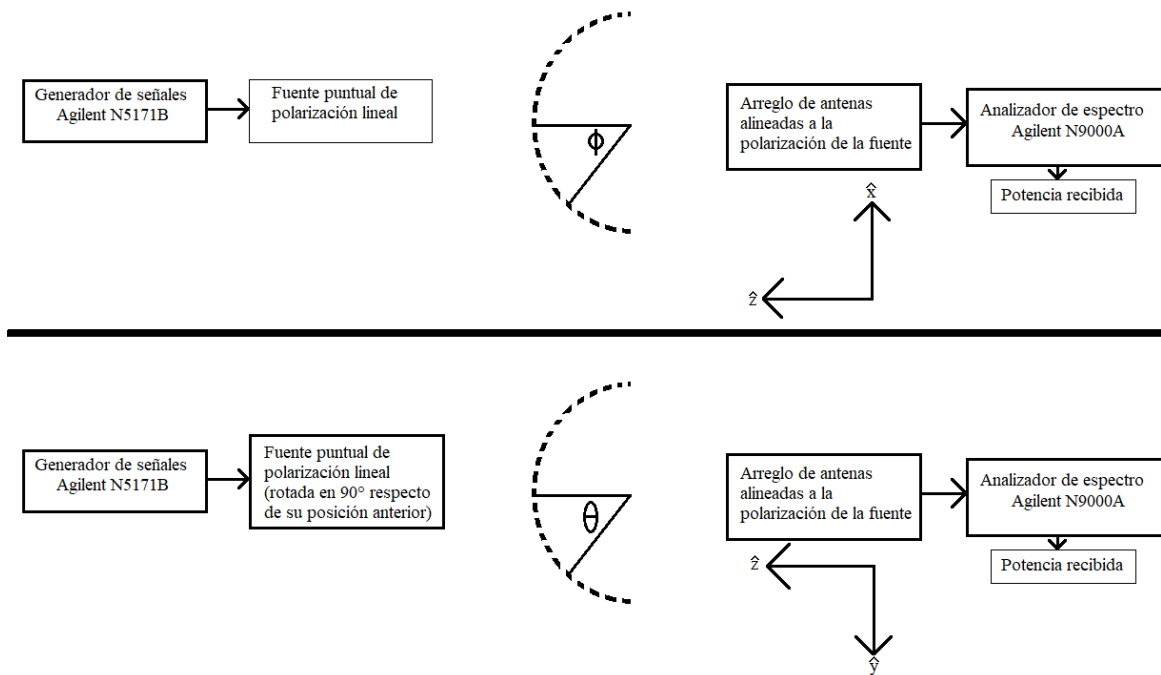 Generador de señales
Agilent N5171B
Fuente puntual de
polarización lineal
ϕ
Arreglo de antenas
alineadas a la
polarización de la fuente
Analizador de espectro
Agilent N9000A
Potencia recibida
x̂
ẑ
Generador de señales
Agilent N5171B
Fuente puntual de
polarización lineal
(rotada en 90° respecto
de su posición anterior)
θ
Arreglo de antenas
alineadas a la
polarización de la fuente
Analizador de espectro
Agilent N9000A
Potencia recibida
ẑ
ŷ